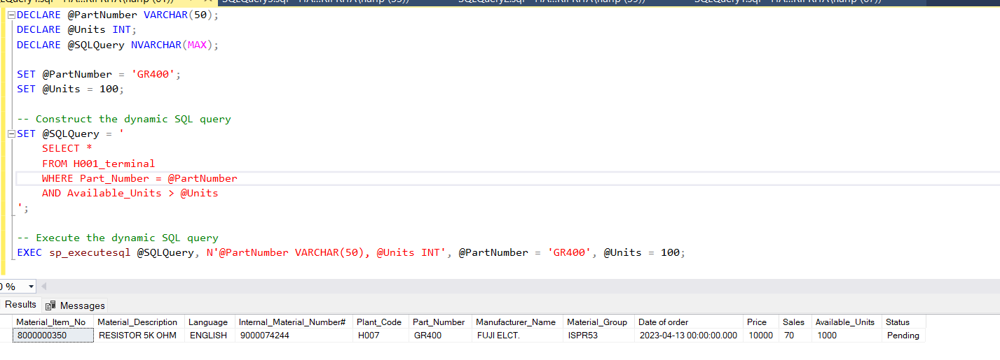 DECLARE @PartNumber VARCHAR(50);
DECLARE @Units INT;
DECLARE @SQLQuery NVARCHAR(MAX);
SET @PartNumber = 'GR400';
SET @Units = 100;
-- Construct the dynamic SQL query
SET @SQLQuery = '
SELECT *
FROM H001_terminal
WHERE Part_Number = @PartNumber
AND Available_Units > @Units
';
-- Execute the dynamic SQL query
EXEC sp_executesql @SQLQuery, N'@PartNumber VARCHAR(50), @Units INT', @PartNumber = 'GR400', @Units = 100;
%
Results Messages
Material_Item_No Material_Description Language Internal_Material_Number# Plant_Code Part_Number Manufacturer_Name Material_Group Date of order Price Sales Available_Units Status
8000000350 RESISTOR 5K OHM ENGLISH 9000074244 H007 GR400 FUJI ELCT. ISPR53 2023-04-13 00:00:00.000 10000 70 1000 Pending